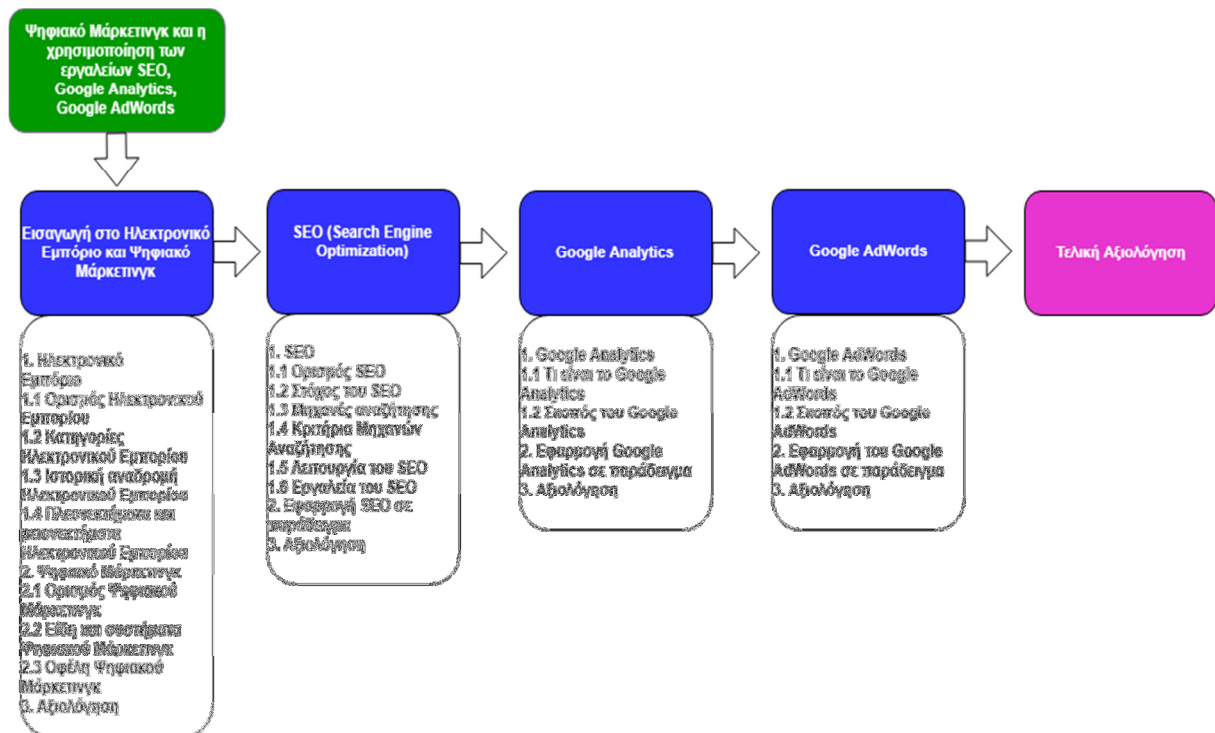 Ψηφιακό Μάρκετινγκ και η
χρησιμοποίηση των
εργαλείων SEO,
Google Analytics,
Google AdWords
Εισαγωγή στο Ηλεκτρονικό
Εμπόριο και Ψηφιακό
Μάρκετινγκ
1. Ηλεκτρονικό
Εμπόριο
1.1 Ορισμός Ηλεκτρονικού
Εμπορίου
1.2 Κατηγορίες
Ηλεκτρονικού Εμπορίου
1.3 Ιστορική αναδρομή
Ηλεκτρονικού Εμπορίου
1.4 Πλεονεκτήματα και
μειονεκτήματα
Ηλεκτρονικού Εμπορίου
2. Ψηφιακό Μάρκετινγκ
2.1 Ορισμός Ψηφιακού
Μάρκετινγκ
2.2 Είδη και συστήματα
Ψηφιακού Μάρκετινγκ
2.3 Οφέλη Ψηφιακού
Μάρκετινγκ
3. Αξιολόγηση
SEO (Search Engine
Optimization)
1. SEO
1.1 Ορισμός SEO
1.2 Στόχος του SEO
1.3 Μηχανές αναζήτησης
1.4 Κριτήρια Μηχανών
Αναζήτησης
1.5 Λειτουργία του SEO
1.6 Εργαλεία του SEO
2. Εφαρμογή SEO σε
παράδειγμα
3. Αξιολόγηση
Google Analytics
1. Google Analytics
1.1 Τι είναι το Google
Analytics
1.2 Σκοπός του Google
Analytics
2. Εφαρμογή Google
Analytics σε παράδειγμα
3. Αξιολόγηση
Google AdWords
1. Google AdWords
1.1 Τι είναι το Google
AdWords
1.2 Σκοπός του Google
AdWords
2. Εφαρμογή του Google
AdWords σε παράδειγμα
3. Αξιολόγηση
Τελική Αξιολόγηση